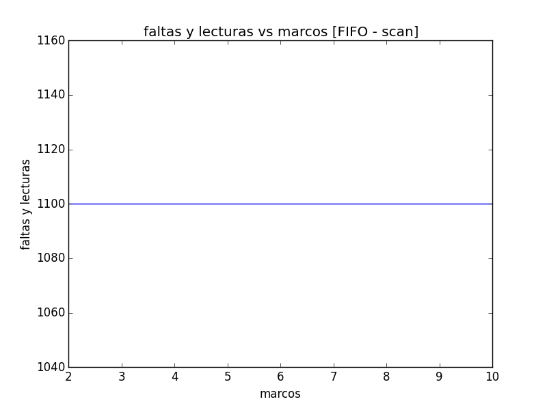 faltas y lecturas vs marcos [FIFO - scan]
1160
1140
1120
1100
1080
1060
1040
faltas y lecturas
2 3 4 5 6 7 8 9 10
marcos